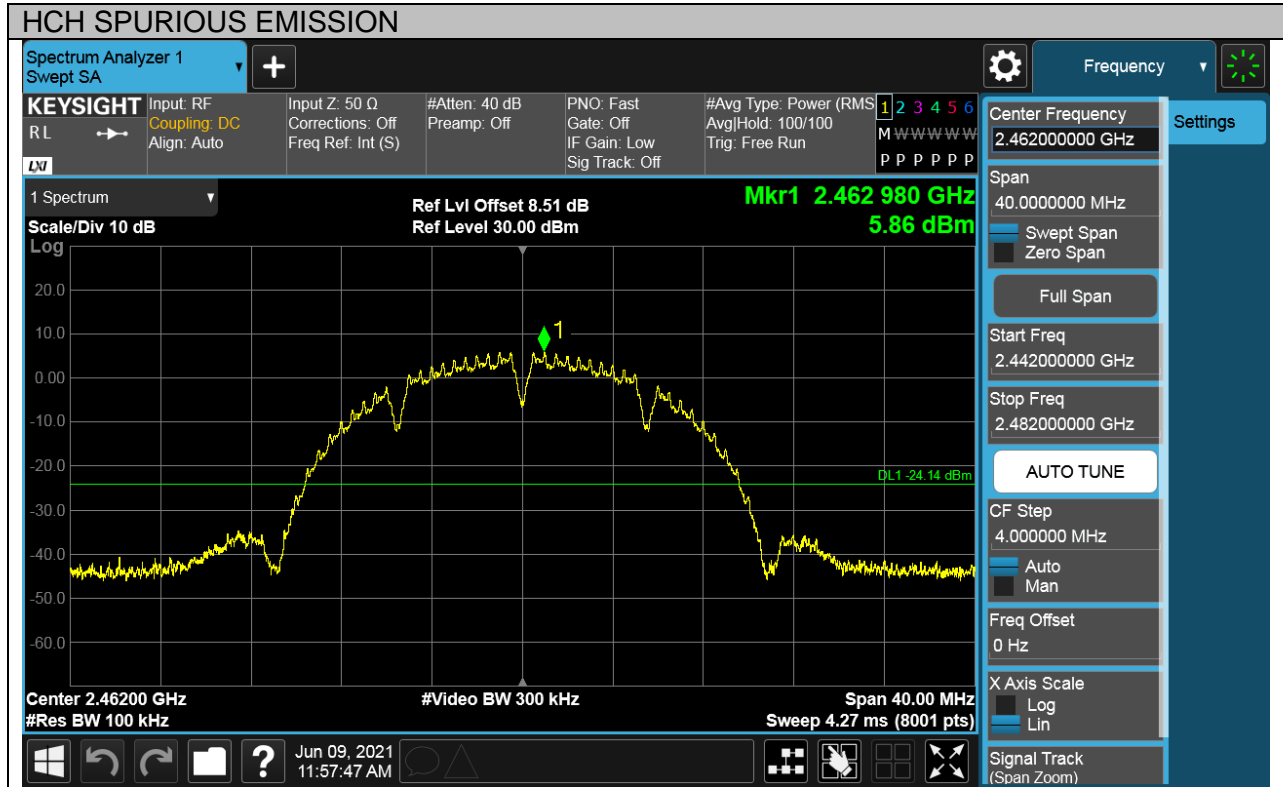 HCH SPURIOUS EMISSION
Spectrum Analyzer 1
Swept SA
Frequency
KEYSIGHT
R L
LXI
Input: RF
Coupling: DC
Align: Auto
Input Z: 50 Ω
Corrections: Off
Freq Ref: Int (S)
#Atten: 40 dB
Preamp: Off
PNO: Fast
Gate: Off
IF Gain: Low
Sig Track: Off
#Avg Type: Power (RMS
Avg|Hold: 100/100
Trig: Free Run
1 2 3 4 5 6
M W W W W W
P P P P P P
1 Spectrum
Scale/Div 10 dB
Log
Ref Lvl Offset 8.51 dB
Ref Level 30.00 dBm
Mkr1 2.462 980 GHz
5.86 dBm
20.0
10.0
0.00
-10.0
-20.0
-30.0
-40.0
-50.0
-60.0
1
DL1 -24.14 dBm
Center 2.46200 GHz
#Res BW 100 kHz
#Video BW 300 kHz
Span 40.00 MHz
Sweep 4.27 ms (8001 pts)
Center Frequency
2.462000000 GHz
Settings
Span
40.0000000 MHz
Swept Span
Zero Span
Full Span
Start Freq
2.442000000 GHz
Stop Freq
2.482000000 GHz
AUTO TUNE
CF Step
4.000000 MHz
Auto
Man
Freq Offset
0 Hz
X Axis Scale
Log
Lin
Signal Track
(Span Zoom)
?
Jun 09, 2021
11:57:47 AM